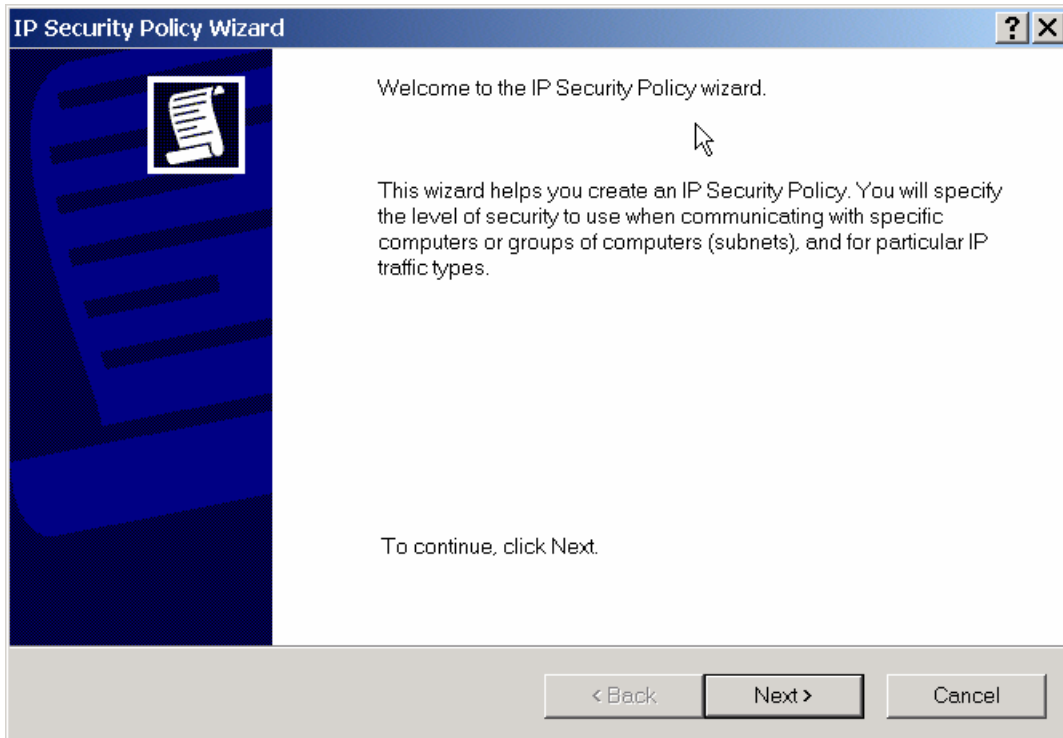 IP Security Policy Wizard
?
Welcome to the IP Security Policy wizard.
This wizard helps you create an IP Security Policy. You will specify
the level of security to use when communicating with specific
computers or groups of computers (subnets), and for particular IP
traffic types.
To continue, click Next.
< Back
Next >
Cancel